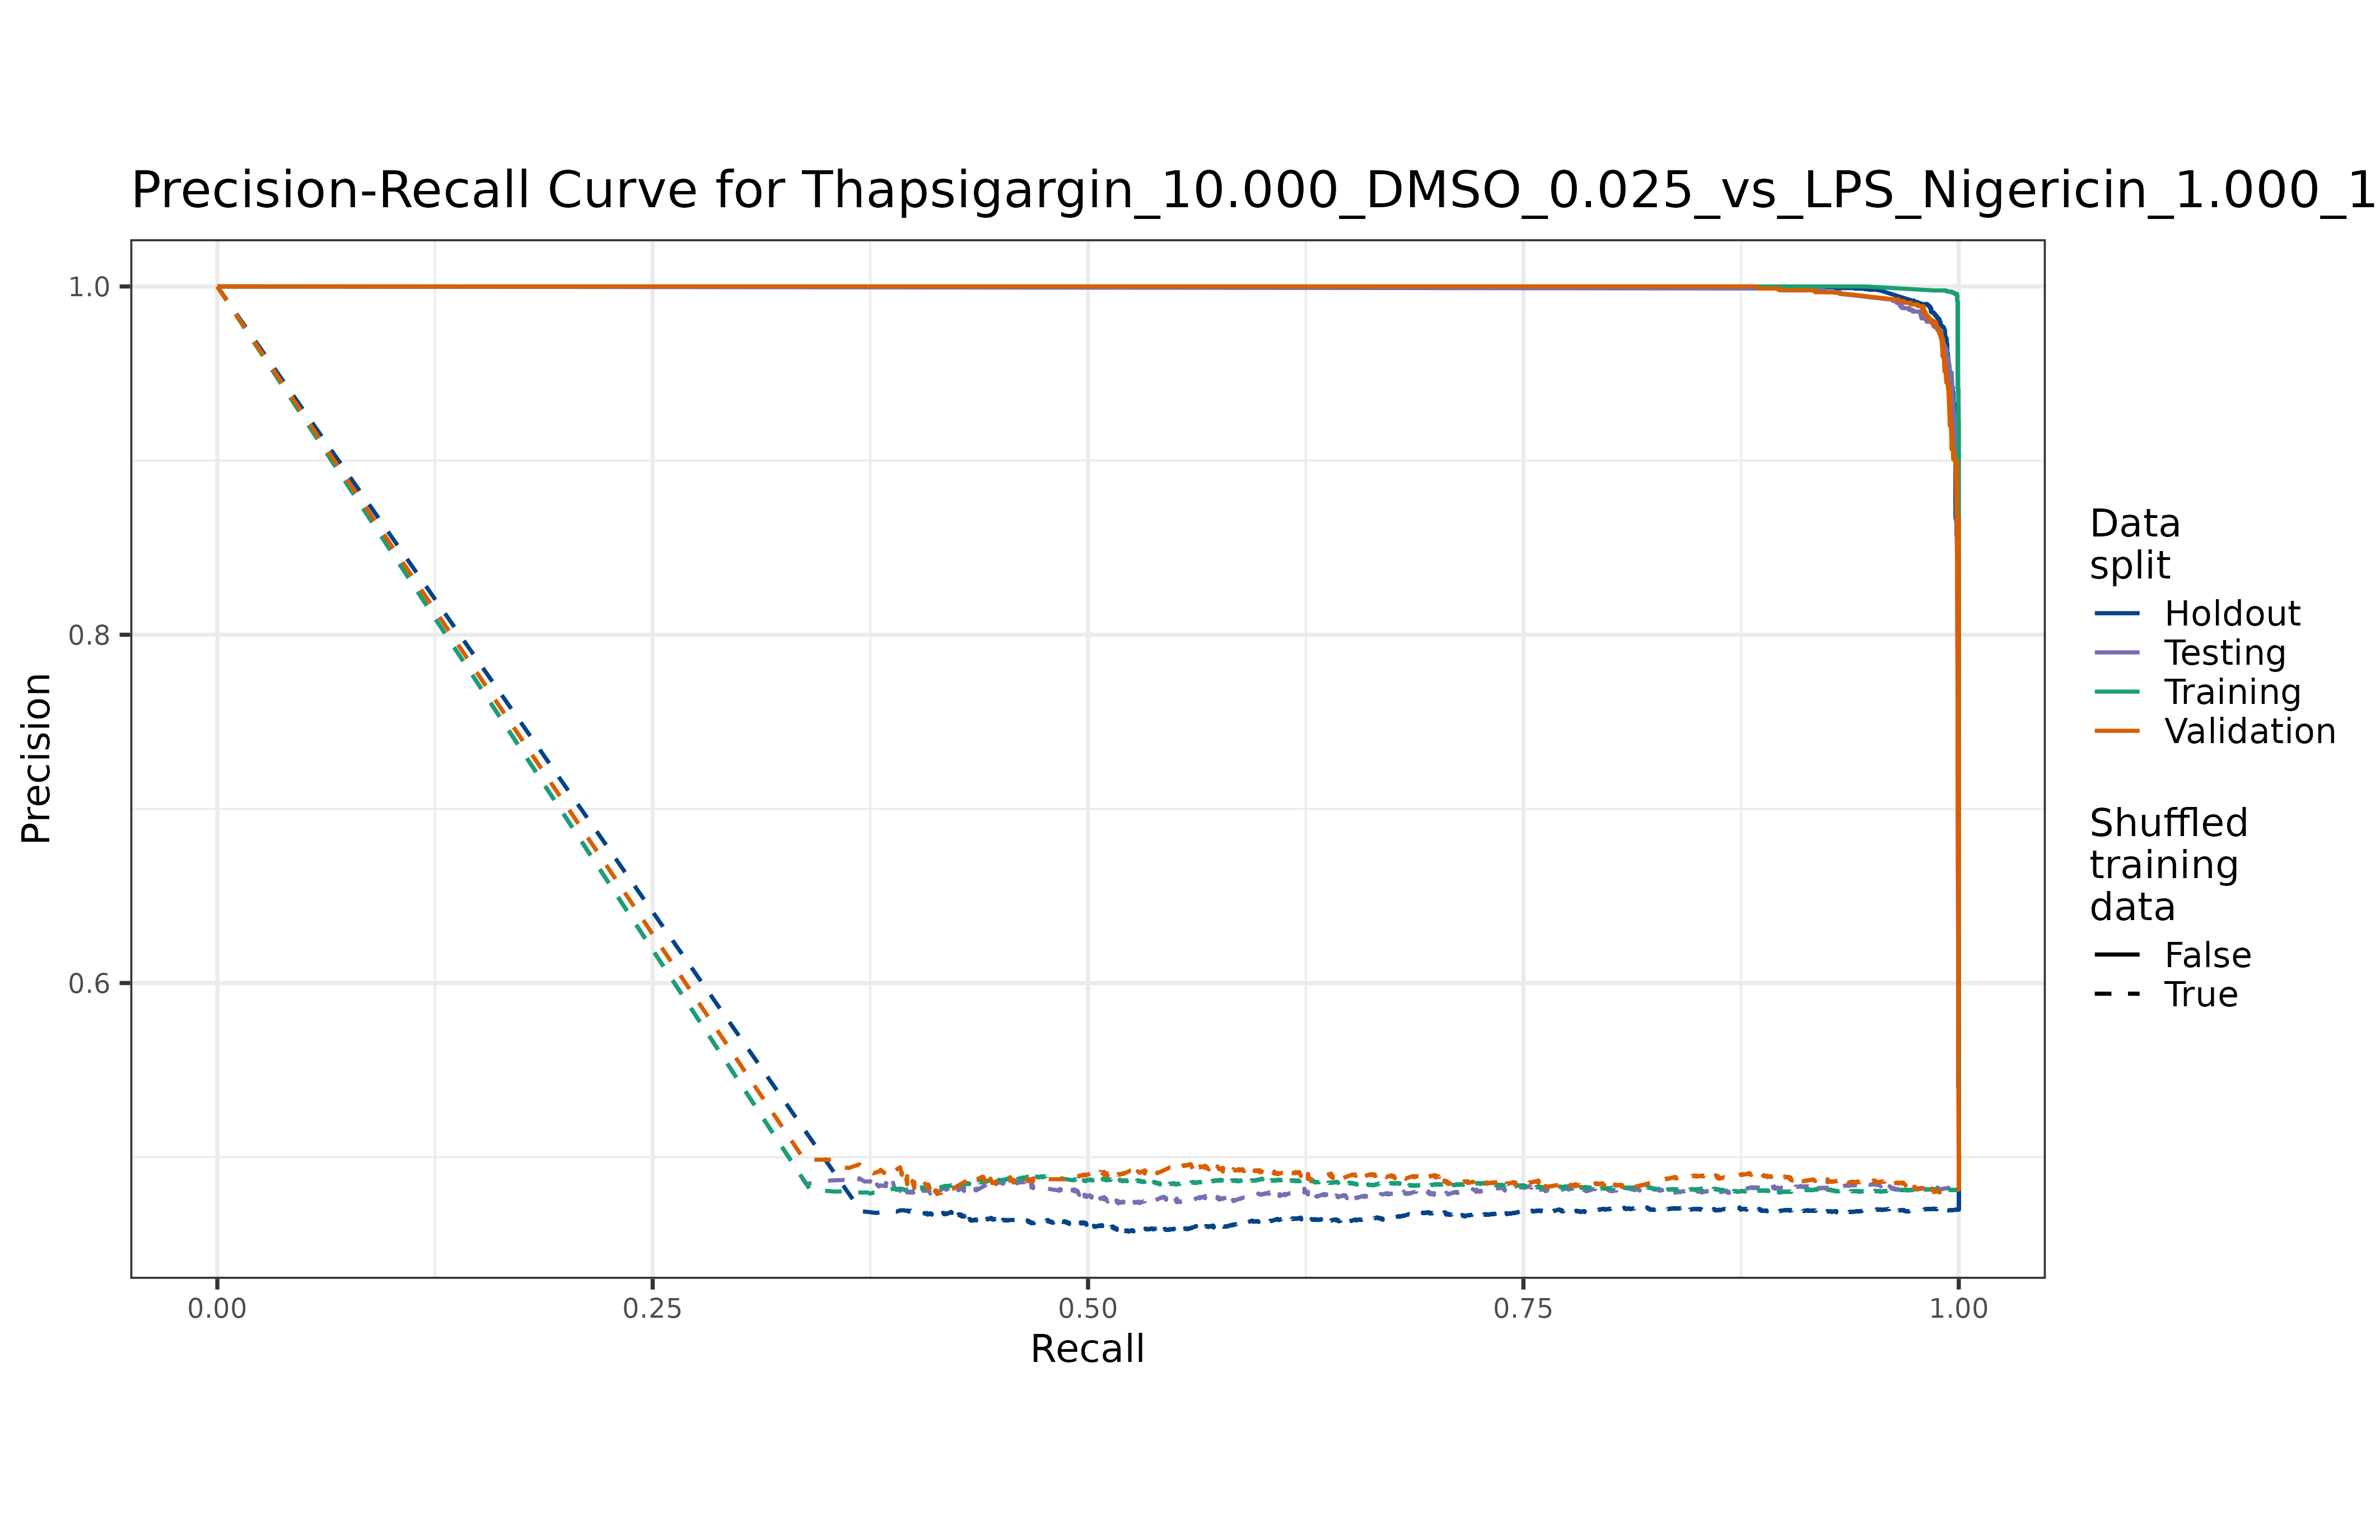 Precision-Recall Curve for Thapsigargin_10.000_DMSO_0.025_vs_LPS_Nigericin_1.000_1
1.0
0.8
0.6
Precision
0.00 0.25 0.50 0.75 1.00
Recall
Data
split
Holdout
Testing
Training
Validation
Shuffled
training
data
False
True